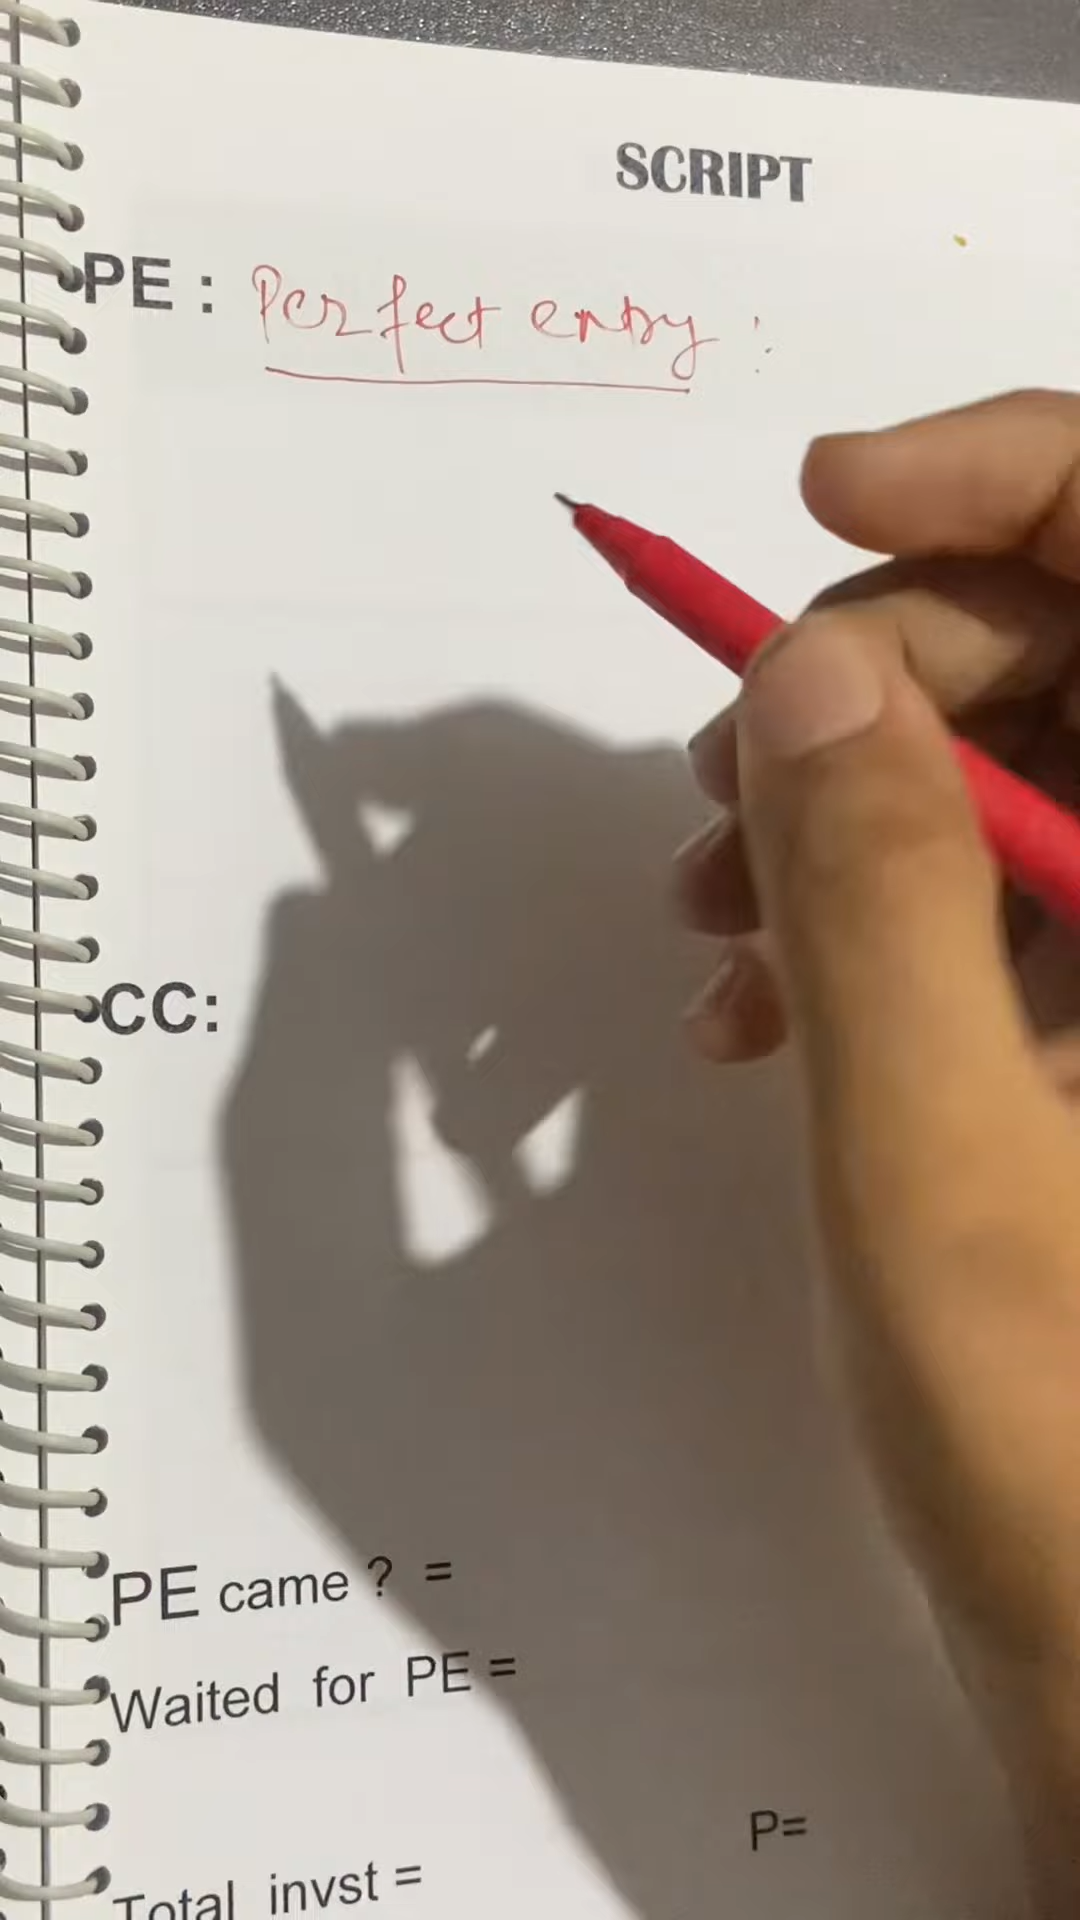 SCRIPT
PE : Perfect entry :
CC:
PE came ? =
Waited for PE =
P=
Total invst =